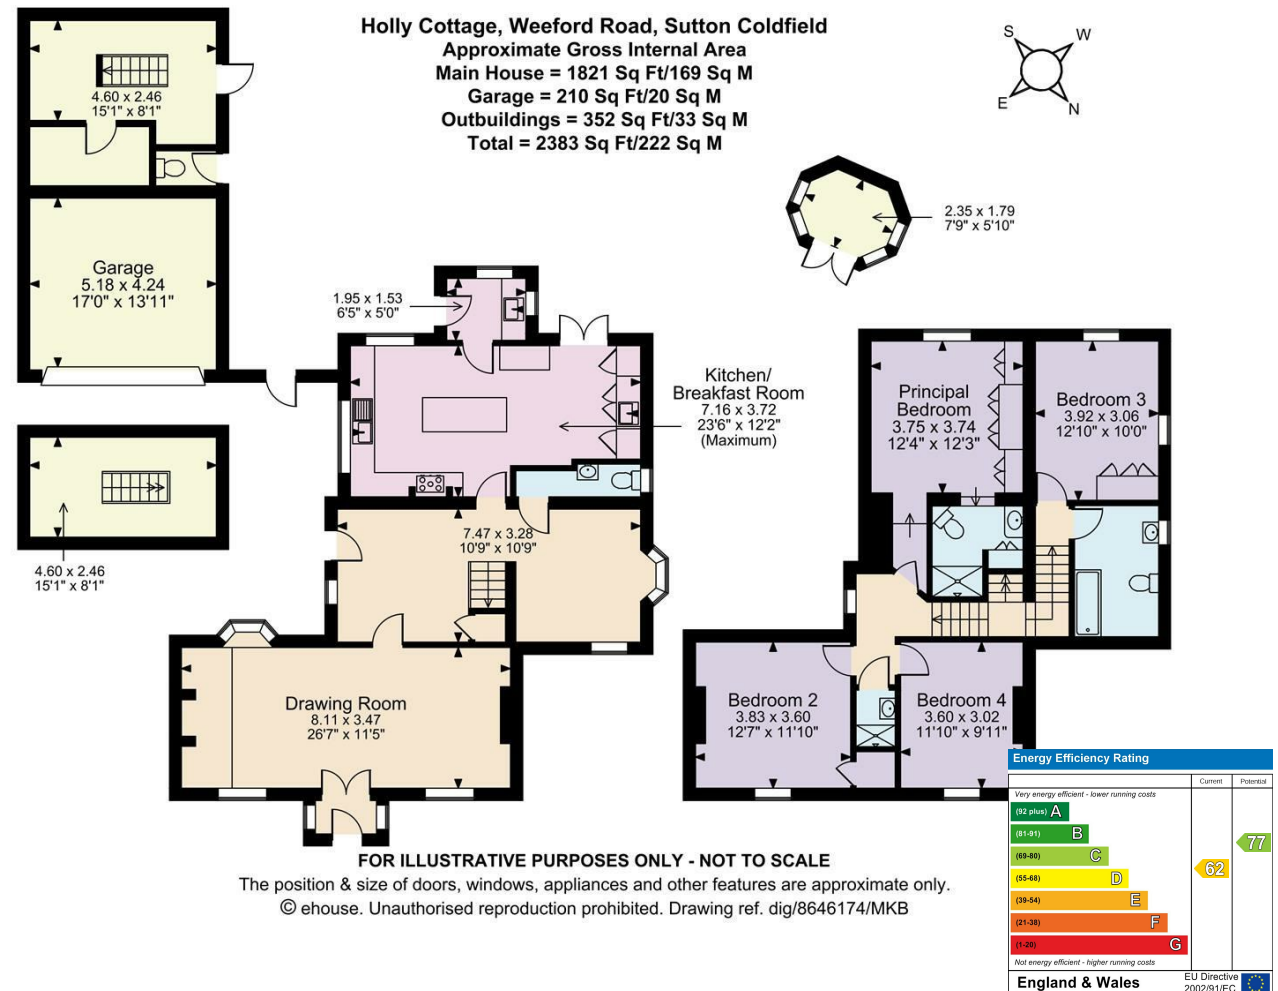 Holly Cottage, Weeford Road, Sutton Coldfield
Approximate Gross Internal Area
Main House = 1821 Sq Ft/169 Sq M
Garage = 210 Sq Ft/20 Sq M
Outbuildings = 352 Sq Ft/33 Sq M
Total = 2383 Sq Ft/222 Sq M
S
W
E
N
4.60 x 2.46
15'1" x 8'1"
2.35 x 1.79
7'9" x 5'10"
Garage
5.18 x 4.24
17'0" x 13'11"
1.95 x 1.53
6'5" x 5'0"
Kitchen/
Breakfast Room
7.16 x 3.72
23'6" x 12'2"
(Maximum)
Principal
Bedroom
3.75 x 3.74
12'4" x 12'3"
Bedroom 3
3.92 x 3.06
12'10" x 10'0"
4.60 x 2.46
15'1" x 8'1"
7.47 x 3.28
10'9" x 10'9"
Drawing Room
8.11 x 3.47
26'7" x 11'5"
Bedroom 2
3.83 x 3.60
12'7" x 11'10"
Bedroom 4
3.60 x 3.02
11'10" x 9'11"
FOR ILLUSTRATIVE PURPOSES ONLY - NOT TO SCALE
The position & size of doors, windows, appliances and other features are approximate only.
© ehouse. Unauthorised reproduction prohibited. Drawing ref. dig/8646174/MKB
Energy Efficiency Rating
Current Potential
Very energy efficient - lower running costs
(92 plus) A
(81-91) B
(69-80) C
(55-68) D
(39-54) E
(21-38) F
(1-20) G
77
62
Not energy efficient - higher running costs
England & Wales
EU Directive
2002/91/EC